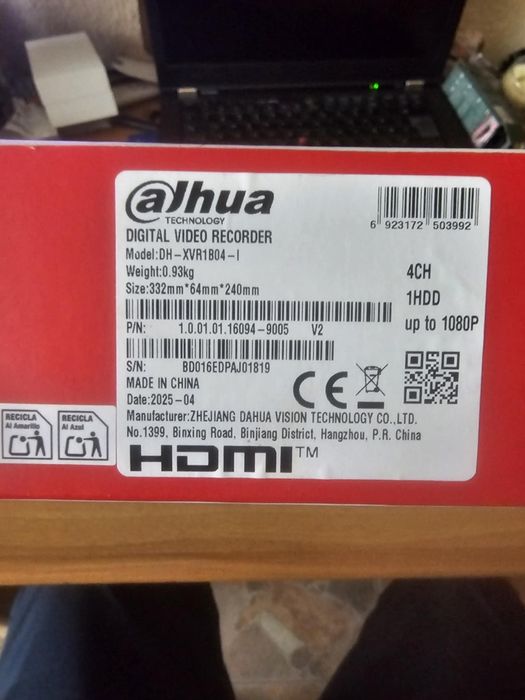 alhua
TECHNOLOGY
DIGITAL VIDEO RECORDER
Model:DH-XVR1B04-I
Weight:0.93kg
Size:332mm*64mm*240mm
6 923172 503992
4CH
1HDD
up to 1080P
P/N: 1.0.01.01.16094-9005 V2
S/N: BD016EDPAJ01819
MADE IN CHINA
Date:2025-04
CE
Manufacturer:ZHEJIANG DAHUA VISION TECHNOLOGY CO.,LTD.
No.1399, Binxing Road, Binjiang District, Hangzhou, P.R. China
HDMI™
RECICLA
Al Amarillo
RECICLA
Al Azul